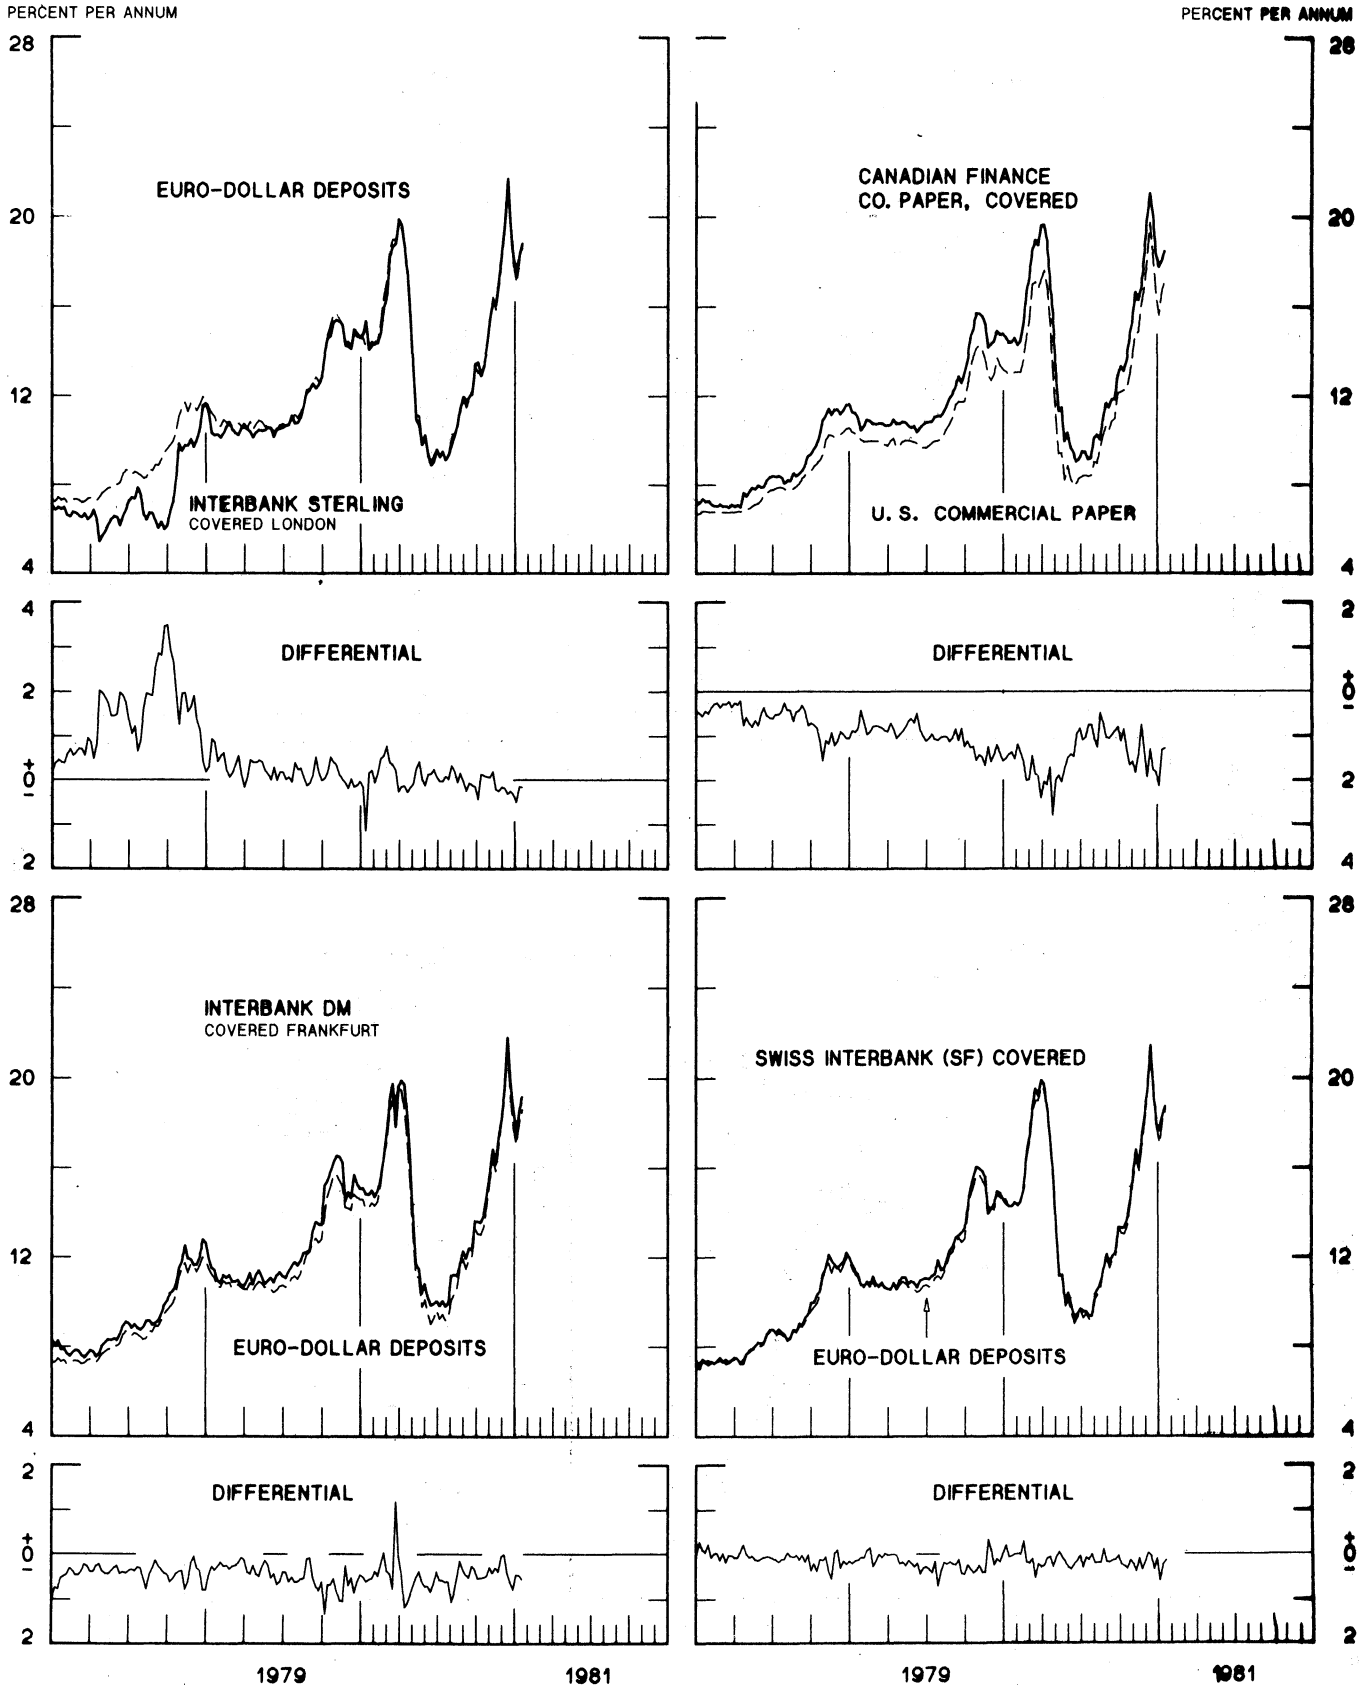 PERCENT PER ANNUM
PERCENT PER ANNUM
28
20
12
4
EURO-DOLLAR DEPOSITS
INTERBANK STERLING
COVERED LONDON
28
20
12
4
CANADIAN FINANCE
CO. PAPER, COVERED
U. S. COMMERCIAL PAPER
4
2
+
0
-
2
DIFFERENTIAL
2
+
0
-
2
4
DIFFERENTIAL
28
20
12
4
INTERBANK DM
COVERED FRANKFURT
EURO-DOLLAR DEPOSITS
28
20
12
4
SWISS INTERBANK (SF) COVERED
EURO-DOLLAR DEPOSITS
2
+
0
-
2
DIFFERENTIAL
2
+
0
-
2
DIFFERENTIAL
1979
1981
1979
1981